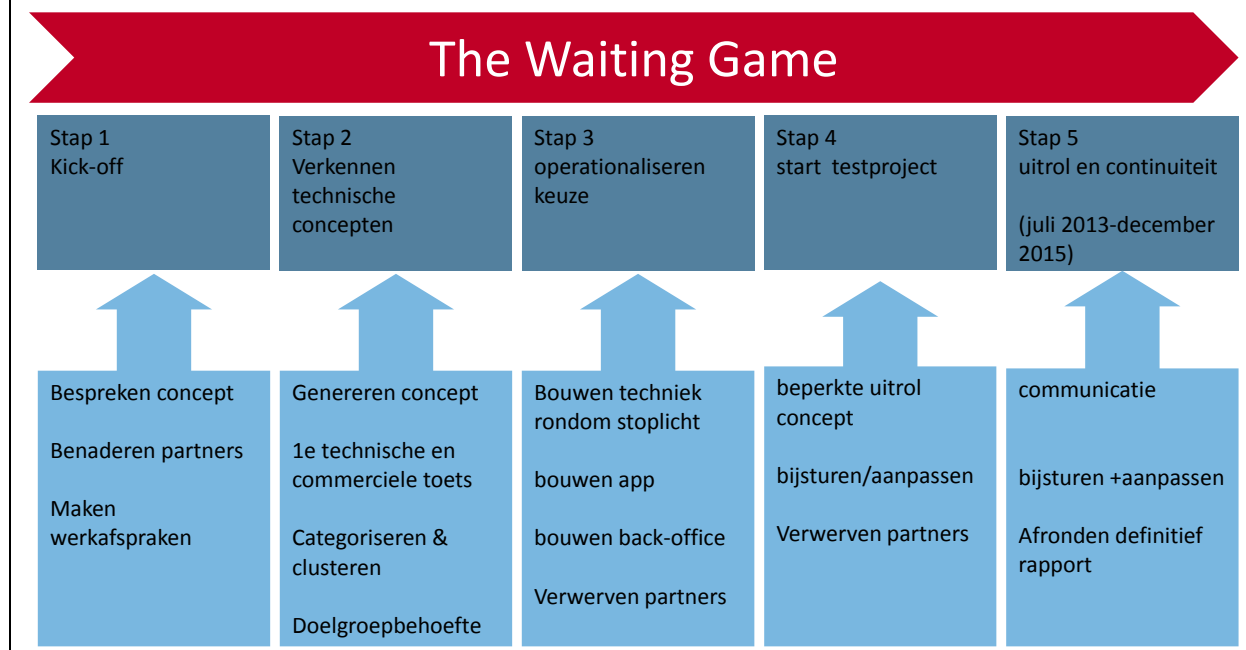 The Waiting Game
Stap 1
Kick-off
Stap 2
Verkennen
technische
concepten
Stap 3
operationaliseren
keuze
Stap 4
start testproject
Stap 5
uitrol en continuiteit
(juli 2013-december
2015)
Bespreken concept
Benaderen partners
Maken
werkafspraken
Genereren concept
1e technische en
commerciele toets
Categoriseren &
clusteren
Doelgroepbehoefte
Bouwen techniek
rondom stoplicht
bouwen app
bouwen back-office
Verwerven partners
beperkte uitrol
concept
bijsturen/aanpassen
Verwerven partners
communicatie
bijsturen +aanpassen
Afronden definitief
rapport